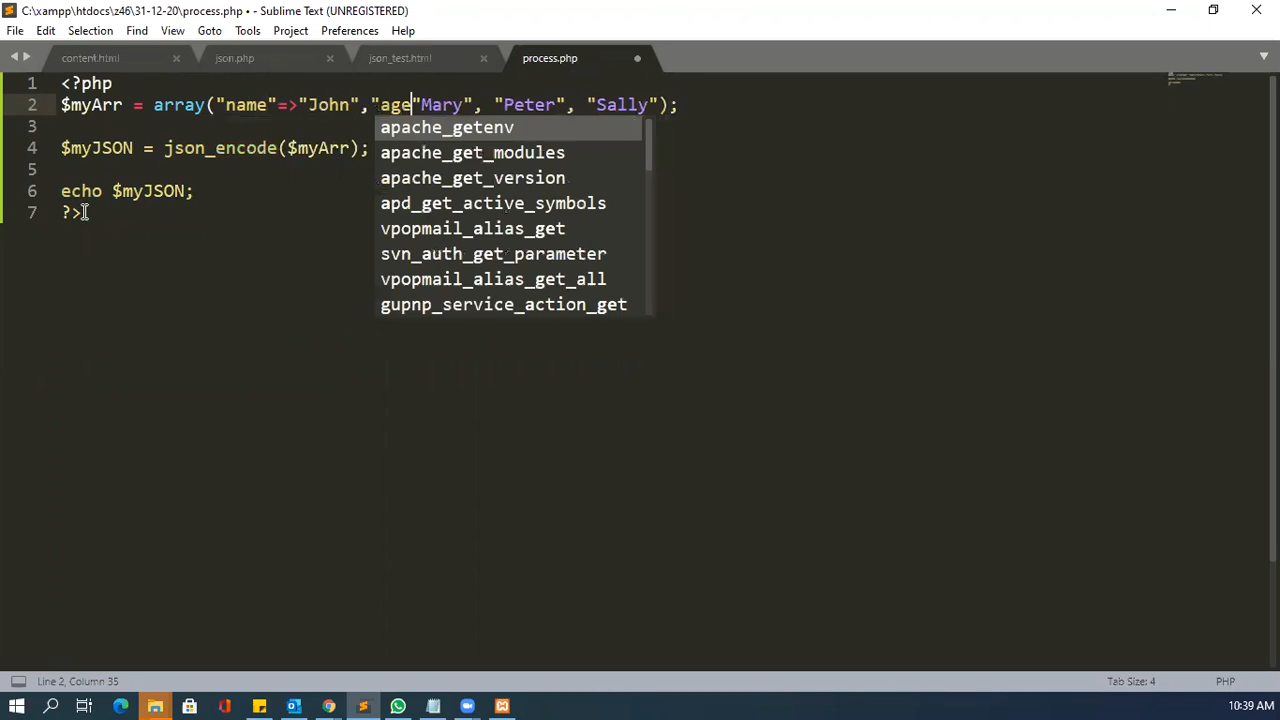 C:\xampp\htdocs\z46\31-12-20\process.php • - Sublime Text (UNREGISTERED)
File Edit Selection Find View Goto Tools Project Preferences Help
content.html json.php json_test.html process.php
1 <?php
2 $myArr = array("name"=>"John","age"Mary", "Peter", "Sally");
apache_getenv
3
4 $myJSON = json_encode($myArr);
apache_get_modules
5
apache_get_version
6 echo $myJSON;
apd_get_active_symbols
7 ?>
vpopmail_alias_get
svn_auth_get_parameter
vpopmail_alias_get_all
gupnp_service_action_get
Line 2, Column 35 Tab Size: 4 PHP
10:39 AM